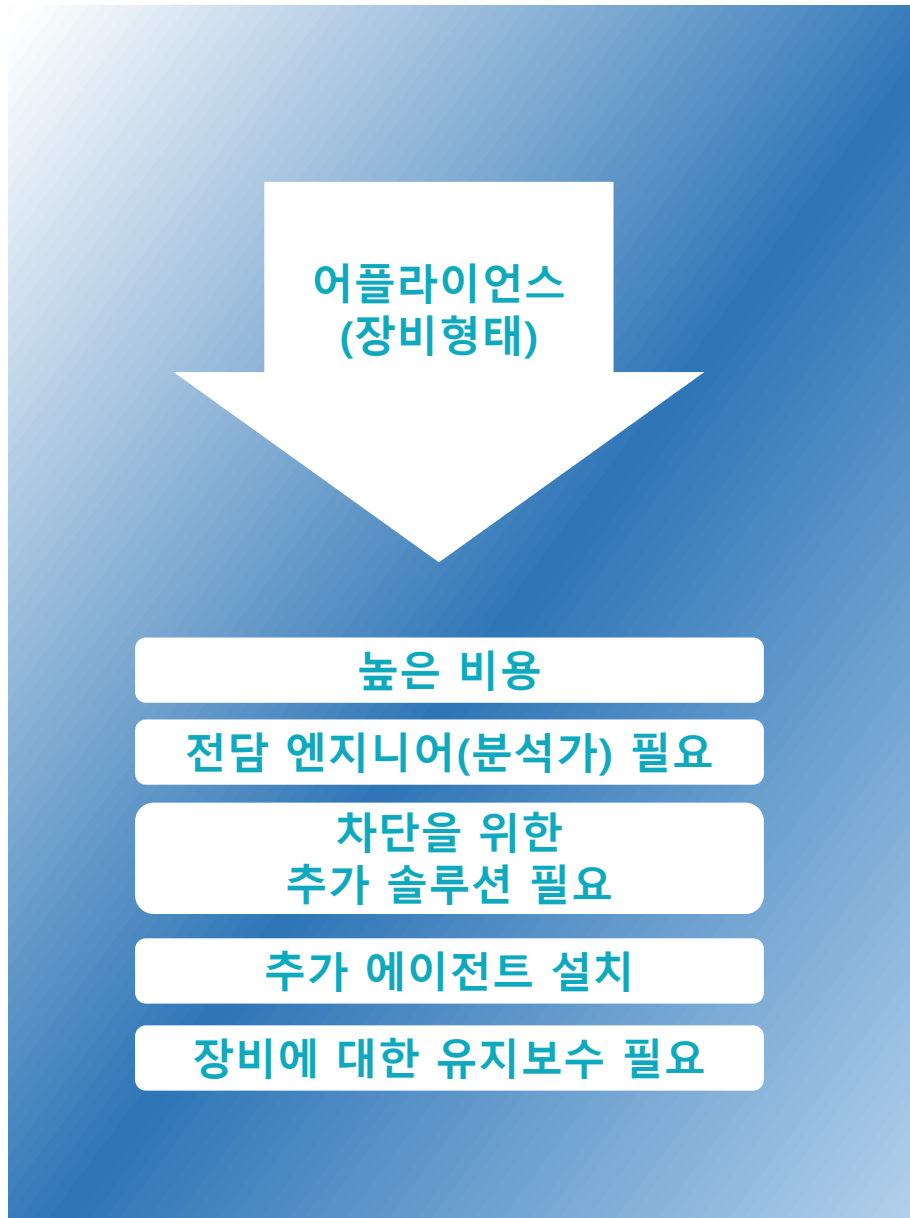 어플라이언스
(장비형태)
높은 비용
전담 엔지니어(분석가) 필요
차단을 위한
추가 솔루션 필요
추가 에이전트 설치
장비에 대한 유지보수 필요